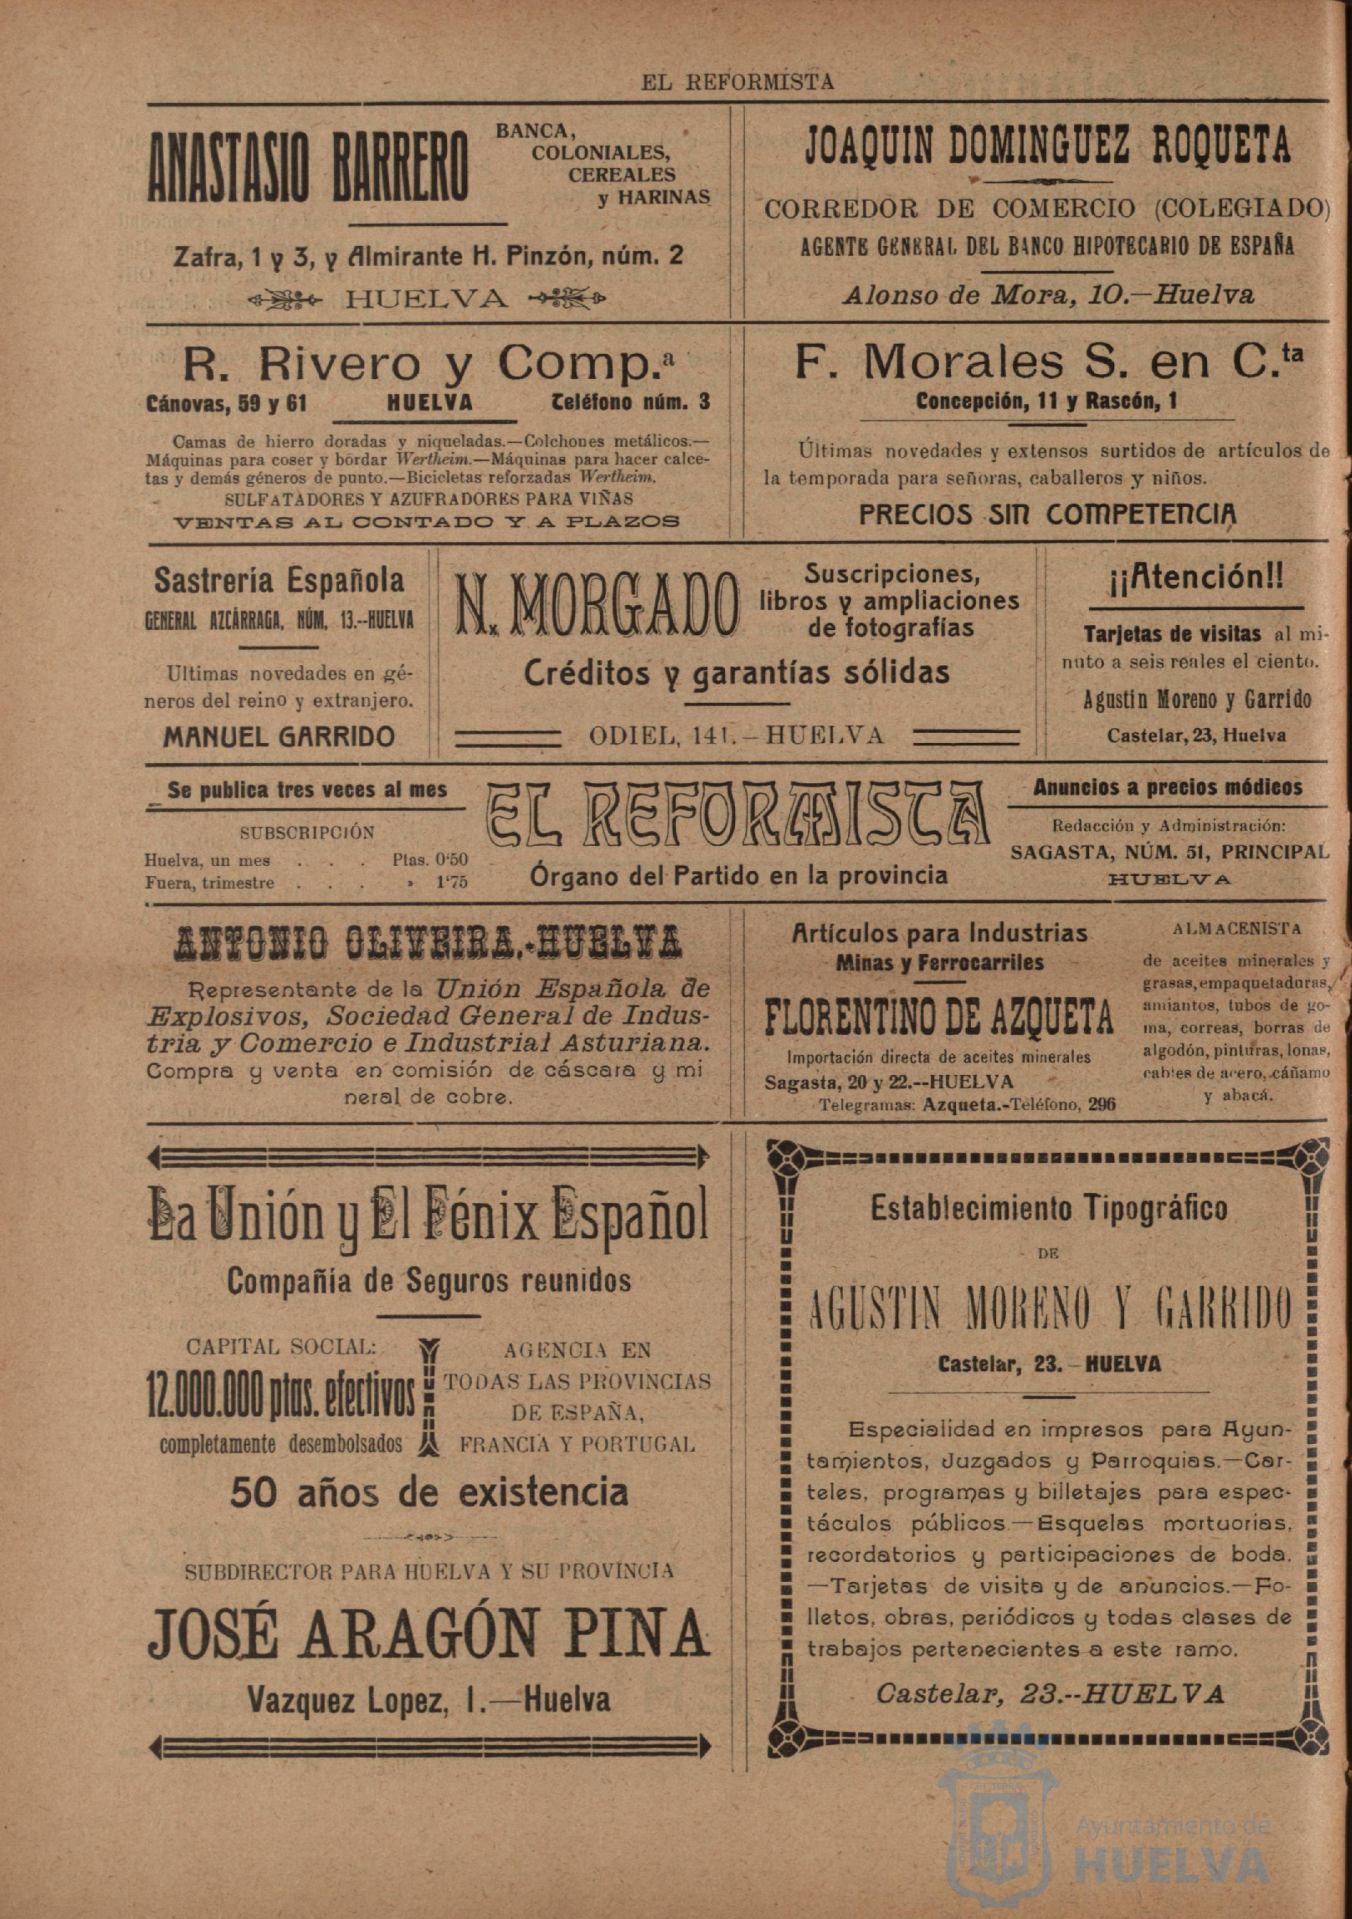 EL REFORMISTA
ANASTASIO BARRERO
BANCA,
COLONIALES,
CEREALES
y HARINAS
Zafra, 1 y 3, y Almirante H. Pinzón, núm. 2
HUELVA
JOAQUIN DOMINGUEZ ROQUETA
CORREDOR DE COMERCIO (COLEGIADO)
AGENTE GENERAL DEL BANCO HIPOTECARIO DE ESPAÑA
Alonso de Mora, 10.—Huelva
R. Rivero y Comp.ª
Cánovas, 59 y 61 HUELVA Teléfono núm. 3
Camas de hierro doradas y niqueladas.—Colchones metálicos.—
Máquinas para coser y bordar Wertheim.—Máquinas para hacer calce-
tas y demás géneros de punto.—Bicicletas reforzadas Wertheim.
SULFATADORES Y AZUFRADORES PARA VIÑAS
VENTAS AL CONTADO Y A PLAZOS
F. Morales S. en C.ta
Concepción, 11 y Rascón, 1
Últimas novedades y extensos surtidos de artículos de
la temporada para señoras, caballeros y niños.
PRECIOS SIN COMPETENCIA
Sastrería Española
GENERAL AZCÁRRAGA, NÚM. 13.--HUELVA
Ultimas novedades en gé-
neros del reino y extranjero.
MANUEL GARRIDO
N. MORGADO
Suscripciones,
libros y ampliaciones
de fotografías
Créditos y garantías sólidas
ODIEL, 141.—HUELVA
¡¡Atención!!
Tarjetas de visitas al mi-
nuto a seis reales el ciento.
Agustin Moreno y Garrido
Castelar, 23, Huelva
Se publica tres veces al mes
SUBSCRIPCIÓN
Huelva, un mes . . . Ptas. 0'50
Fuera, trimestre . . . » 1'75
EL REFORMISTA
Órgano del Partido en la provincia
Anuncios a precios módicos
Redacción y Administración:
SAGASTA, NÚM. 51, PRINCIPAL
HUELVA
ANTONIO OLIVEIRA.-HUELVA
Representante de la Unión Española de
Explosivos, Sociedad General de Indus-
tria y Comercio e Industrial Asturiana.
Compra y venta en comisión de cáscara y mi
neral de cobre.
Artículos para Industrias
Minas y Ferrocarriles
FLORENTINO DE AZQUETA
Importación directa de aceites minerales
Sagasta, 20 y 22.--HUELVA
Telegramas: Azqueta.-Teléfono, 296
ALMACENISTA
de aceites minerales y
grasas, empaquetaduras,
amiantos, tubos de go-
ma, correas, borras de
algodón, pinturas, lonas,
cables de acero, cáñamo
y abacá.
La Unión y El Fénix Español
Compañía de Seguros reunidos
CAPITAL SOCIAL:
12.000.000 ptas. efectivos
completamente desembolsados
AGENCIA EN
TODAS LAS PROVINCIAS
DE ESPAÑA,
FRANCIA Y PORTUGAL
50 años de existencia
SUBDIRECTOR PARA HUELVA Y SU PROVINCIA
JOSÉ ARAGÓN PINA
Vazquez Lopez, 1.—Huelva
Establecimiento Tipográfico
DE
AGUSTIN MORENO Y GARRIDO
Castelar, 23.—HUELVA
Especialidad en impresos para Ayun-
tamientos, Juzgados y Parroquias.—Car-
teles, programas y billetajes para espec-
táculos públicos.—Esquelas mortuorias,
recordatorios y participaciones de boda.
—Tarjetas de visita y de anuncios.—Fo-
lletos, obras, periódicos y todas clases de
trabajos pertenecientes a este ramo.
Castelar, 23.--HUELVA
Ayuntamiento de
HUELVA